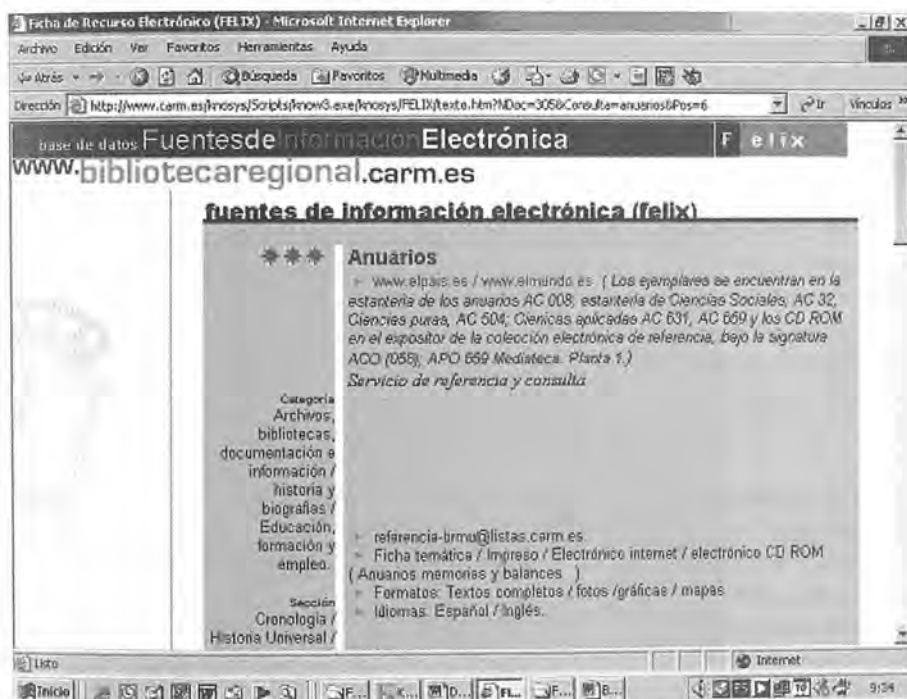 Ficha de Recurso Electrónico (FELIX) - Microsoft Internet Explorer
Archivo Edición Ver Favoritos Herramientas Ayuda
Atrás Búsqueda Favoritos Multimedia
Dirección http://www.carm.es/knosys/Scripts/know3.exe/knosys/FELIX/texto.htm?NDoc=305&Consulta=anuarios&Pos=6 Ir Vínculos
base de datos Fuentesde Información Electrónica F elix
www.bibliotecaregional.carm.es
fuentes de información electrónica (felix)
Anuarios
www.elpais.es / www.elmundo.es ( Los ejemplares se encuentran en la
estantería de los anuarios AC 008; estantería de Ciencias Sociales, AC 32,
Ciencias puras, AC 504; Cienicas aplicadas AC 631, AC 659 y los CD ROM
en el expositor de la colección electrónica de referencia, bajo la signatura
ACO (058), APO 659 Mediateca. Planta 1.)
Servicio de referencia y consulta
Categoría
Archivos,
bibliotecas,
documentación e
información /
historia y
biografías /
Educación,
formación y
empleo.
referencia-brmu@listas.carm.es.
Ficha temática / Impreso / Electrónico internet / electrónico CD ROM
( Anuarios memorias y balances )
Formatos: Textos completos / fotos /gráficas / mapas
Idiomas: Español / Inglés.
Sección
Cronología /
Historia Universal /
Listo Internet
Inicio 9:34